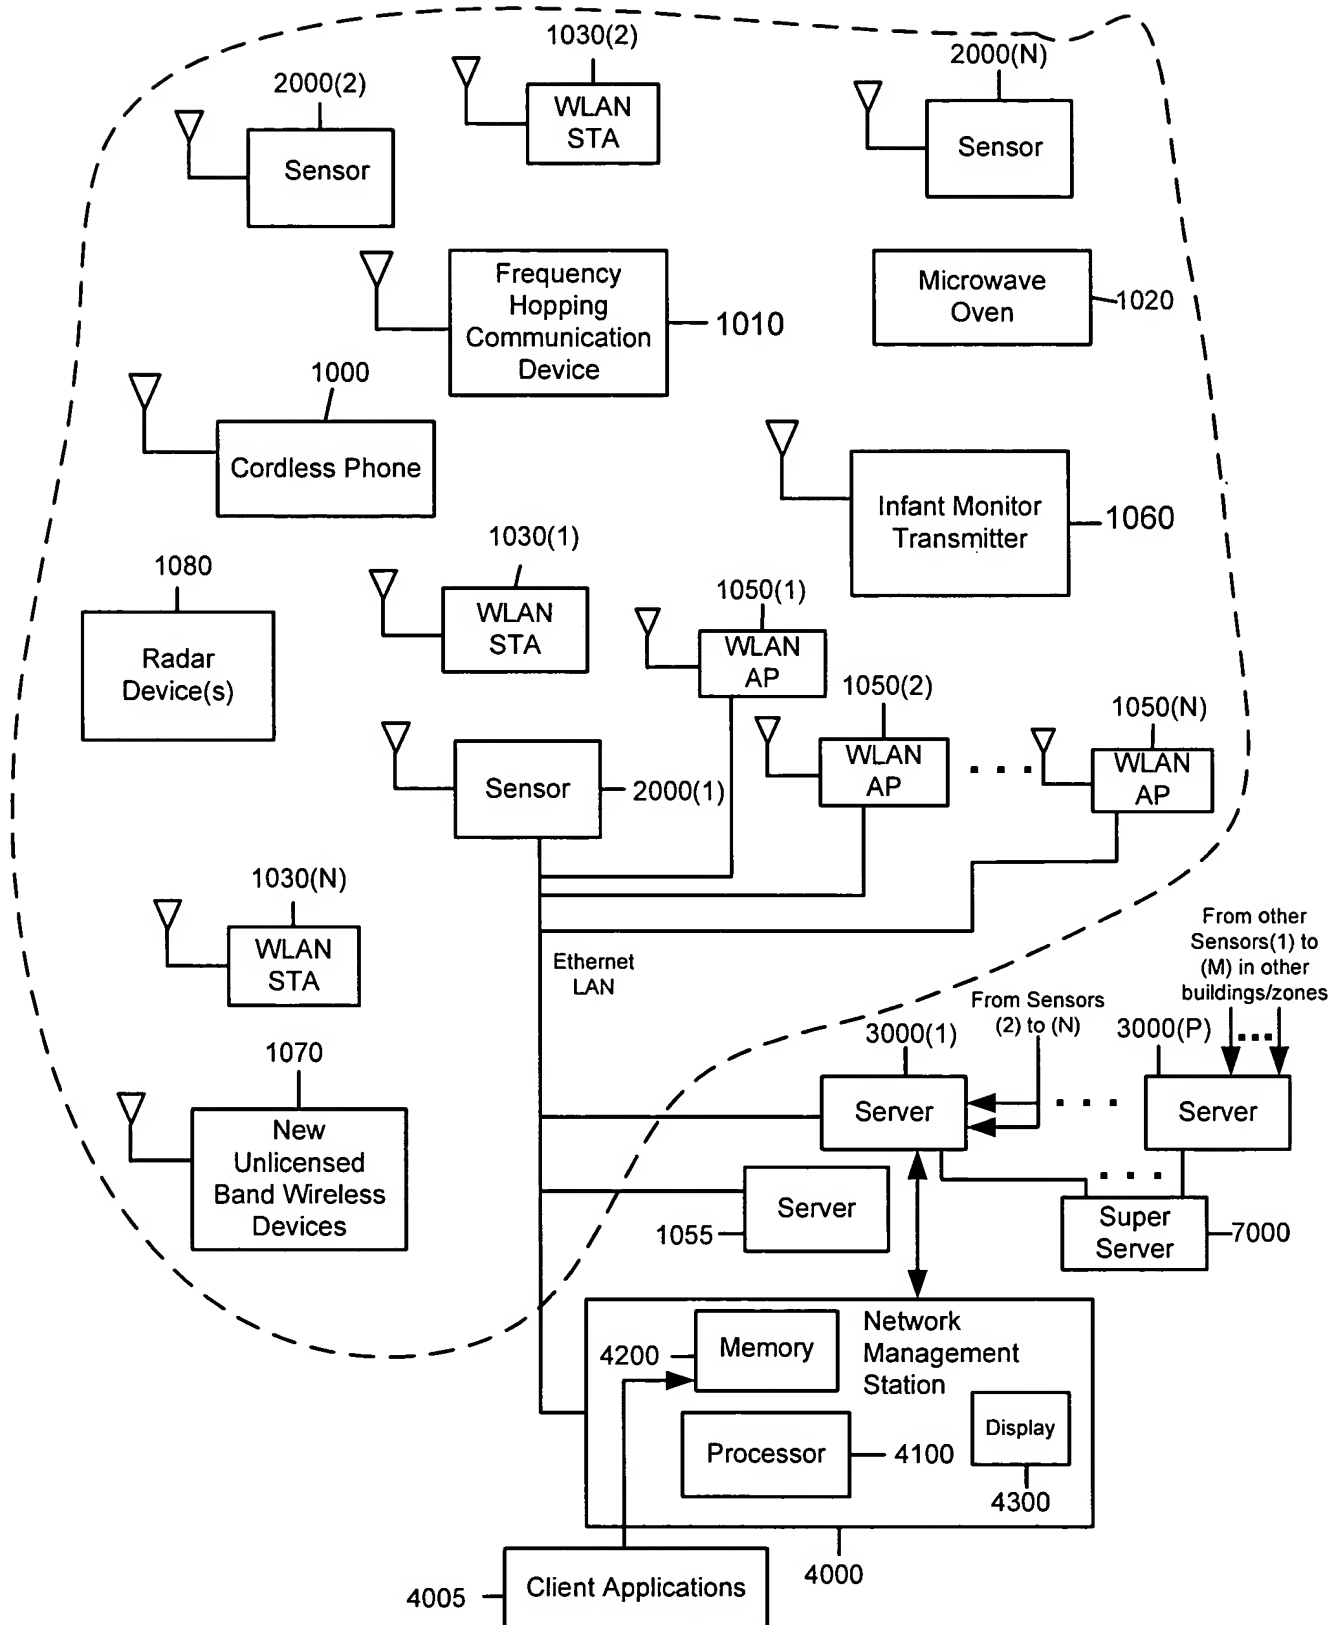 1030(2)
2000(2)
2000(N)
WLAN
STA
Sensor
Sensor
Frequency
Hopping
Communication
Device
1010
Microwave
Oven
1020
1000
Cordless Phone
Infant Monitor
Transmitter
1060
1030(1)
1080
WLAN
STA
1050(1)
Radar
Device(s)
WLAN
AP
1050(2)
1050(N)
WLAN
AP
WLAN
AP
Sensor
2000(1)
1030(N)
WLAN
STA
Ethernet
LAN
From other
Sensors(1) to
(M) in other
buildings/zones
From Sensors
(2) to (N)
3000(1)
3000(P)
1070
Server
Server
New
Unlicensed
Band Wireless
Devices
Server
1055
Super
Server
7000
Network
Management
Station
Memory
4200
Display
Processor
4100
4300
4000
Client Applications
4005